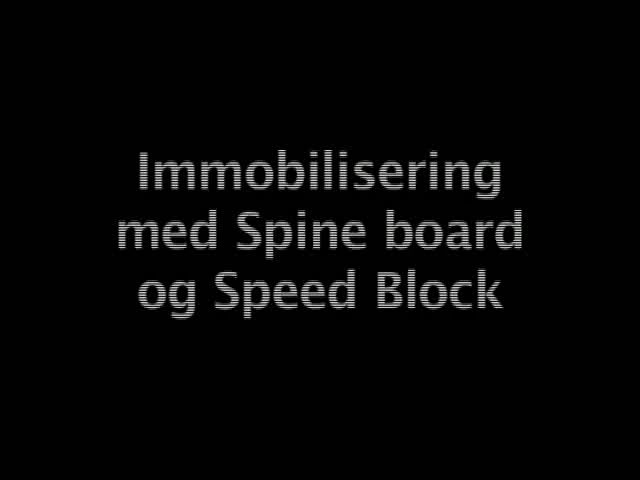 Immobilisering
med Spine board
og Speed Block